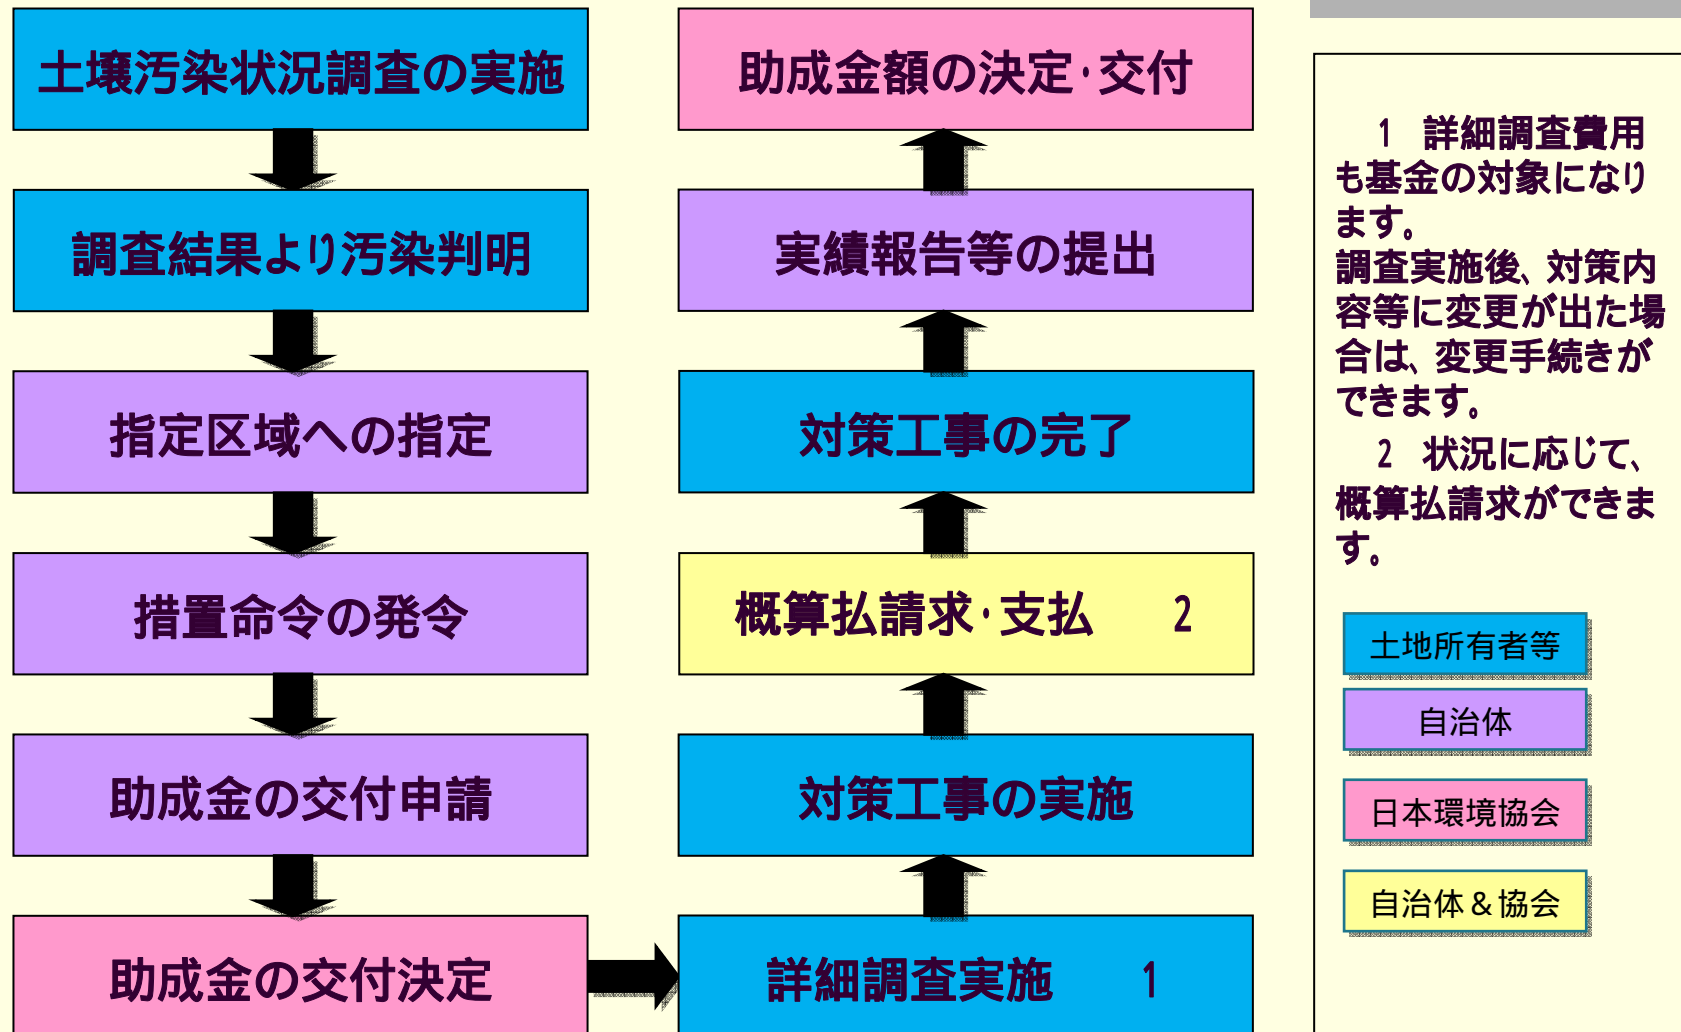 土壌汚染状況調査の実施
調査結果より汚染判明
指定区域への指定
措置命令の発令
助成金の交付申請
助成金の交付決定
助成金額の決定・交付
実績報告等の提出
対策工事の完了
概算払請求・支払 2
対策工事の実施
詳細調査実施 1
1 詳細調査費用
も基金の対象になり
ます。
調査実施後、対策内
容等に変更が出た場
合は、変更手続きが
できます。
2 状況に応じて、
概算払請求ができま
す。
土地所有者等
自治体
日本環境協会
自治体＆協会